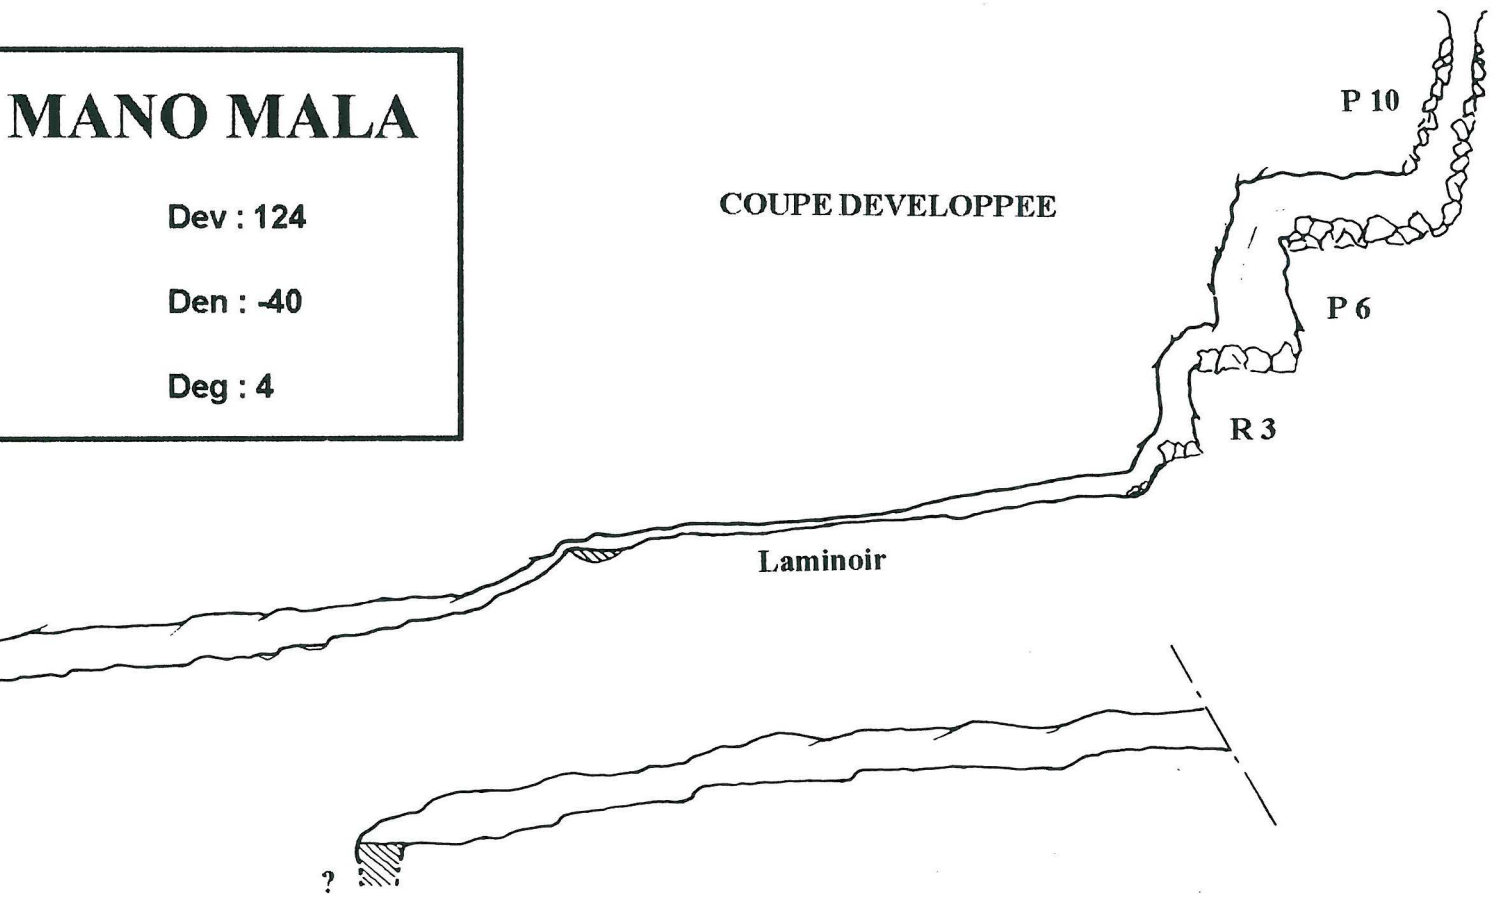 MANO MALA
Dev : 124
Den : -40
Deg : 4
COUPE DEVELOPPEE
P 10
P 6
R 3
Laminoir
?